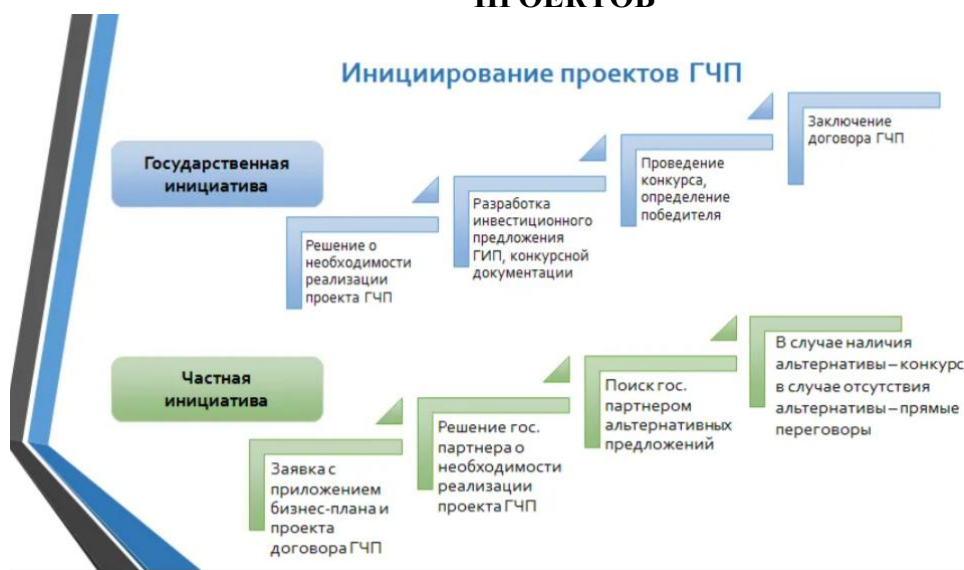 ПРОЕКТОВ
Инициирование проектов ГЧП
Государственная
инициатива
Решение о
необходимости
реализации
проекта ГЧП
Разработка
инвестиционного
предложения
ГИП, конкурсной
документации
Проведение
конкурса,
определение
победителя
Заключение
договора ГЧП
Частная
инициатива
Заявка с
приложением
бизнес-плана и
проекта
договора ГЧП
Решение гос.
партнера о
необходимости
реализации
проекта ГЧП
Поиск гос.
партнером
альтернативных
предложений
В случае наличия
альтернативы – конкурс
в случае отсутствия
альтернативы – прямые
переговоры